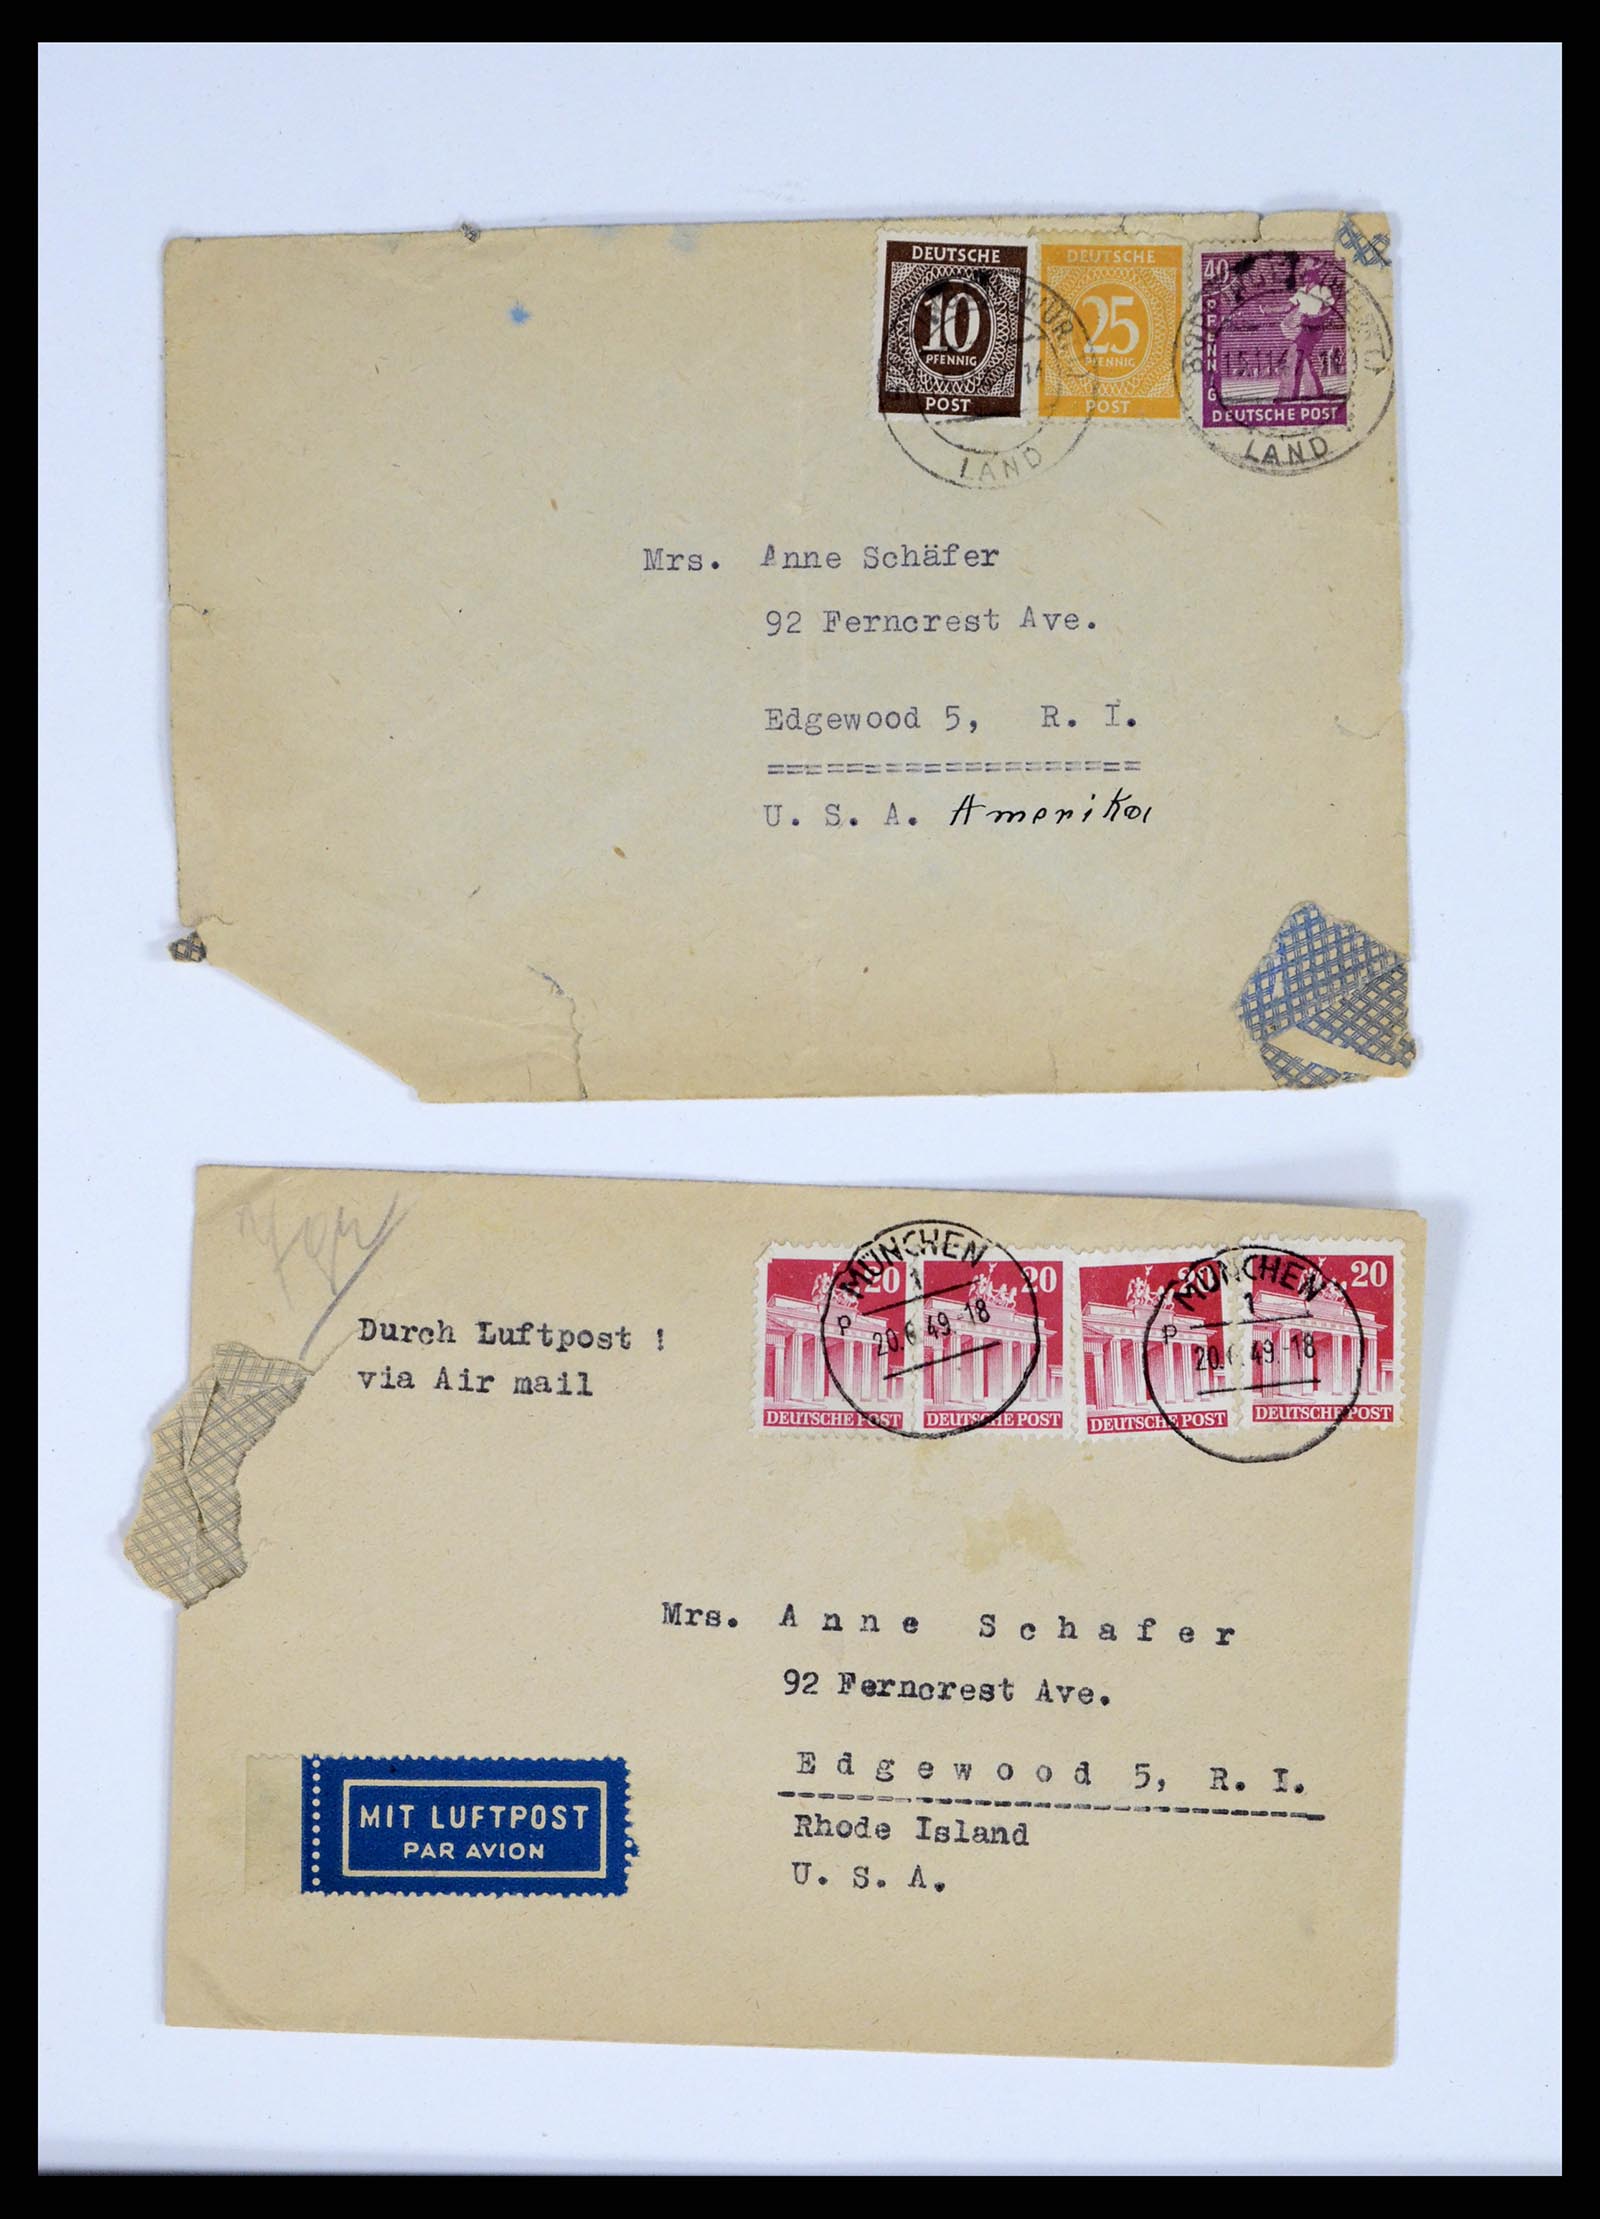 DEUTSCHE
10
PFENNIG
POST
DEUTSCHE
25
PFENNIG
POST
40
PFENNIG
DEUTSCHE POST
LAND
LAND
Mrs. Anne Schäfer
92 Ferncrest Ave.
Edgewood 5, R. I.
U. S. A. Amerika
20
20
20
20
DEUTSCHE POST
DEUTSCHE POST
DEUTSCHE POST
DEUTSCHE POST
MÜNCHEN
1
P
20.6.49.-18
MÜNCHEN
1
P
20.6.49.-18
Durch Luftpost !
via Air mail
Mrs. Anne Schafer
92 Ferncrest Ave.
Edgewood 5, R. I.
Rhode Island
U. S. A.
MIT LUFTPOST
PAR AVION